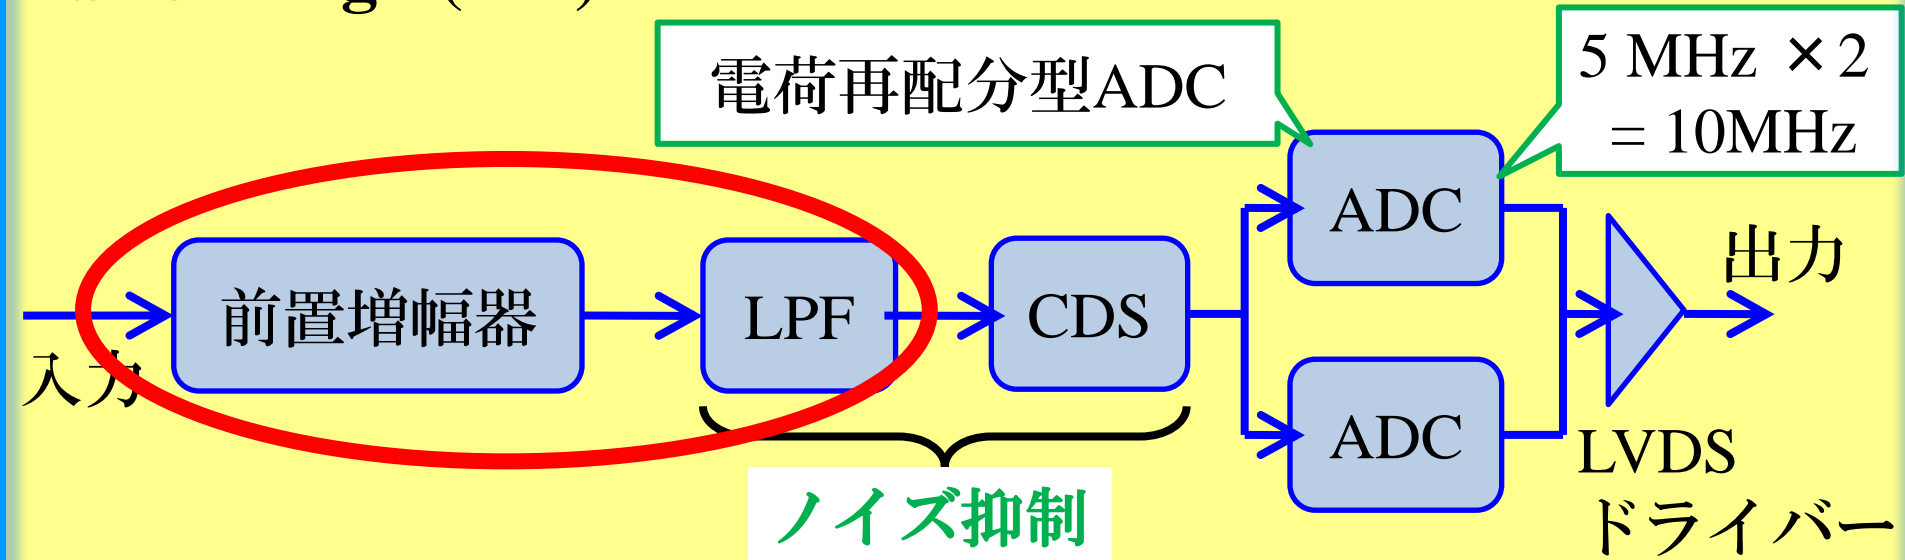 電荷再配分型ADC
5 MHz ×2
= 10MHz
ADC
出力
前置増幅器
LPF
CDS
入力
ADC
LVDS
ドライバー
ノイズ抑制